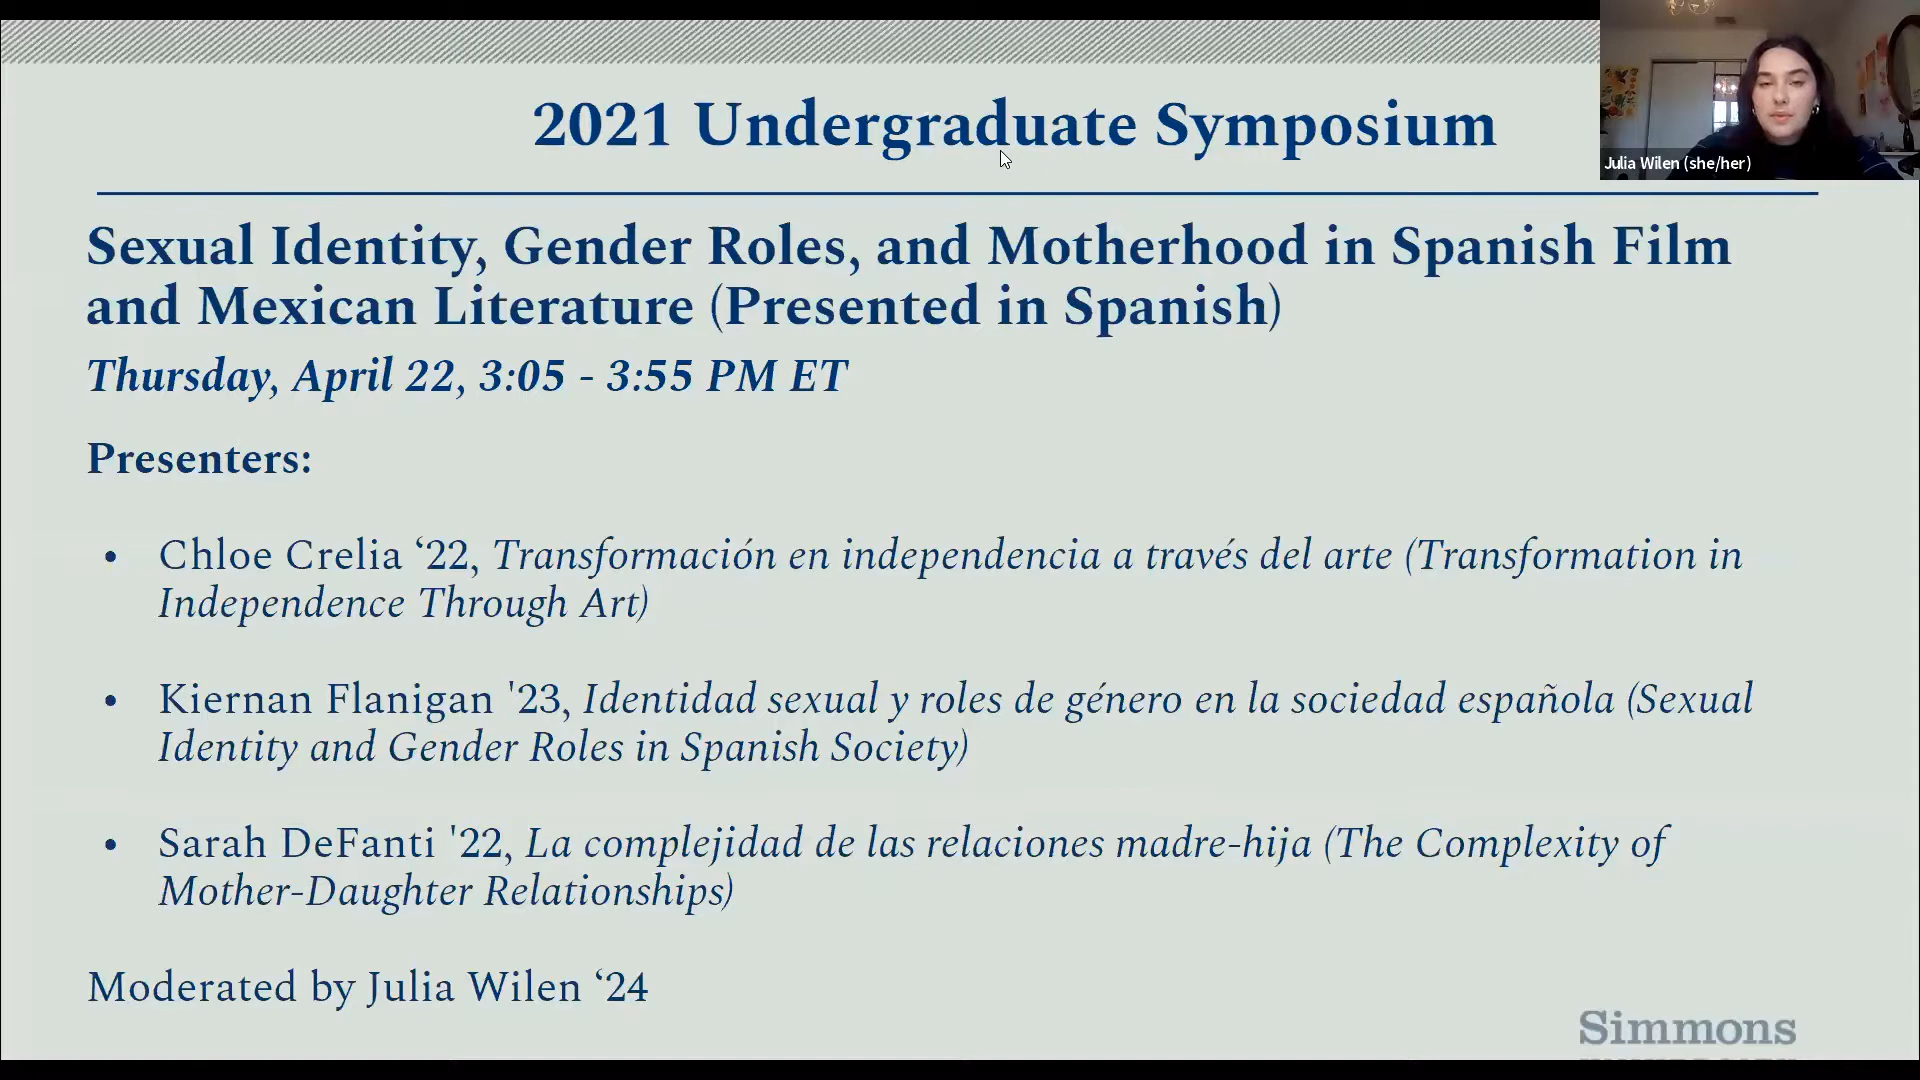 2021 Undergraduate Symposium
Julia Wilen (she/her)
Sexual Identity, Gender Roles, and Motherhood in Spanish Film
and Mexican Literature (Presented in Spanish)
Thursday, April 22, 3:05 - 3:55 PM ET
Presenters:
• Chloe Crelia ‘22, Transformación en independencia a través del arte (Transformation in
Independence Through Art)
• Kiernan Flanigan '23, Identidad sexual y roles de género en la sociedad española (Sexual
Identity and Gender Roles in Spanish Society)
• Sarah DeFanti '22, La complejidad de las relaciones madre-hija (The Complexity of
Mother-Daughter Relationships)
Moderated by Julia Wilen ‘24
Simmons